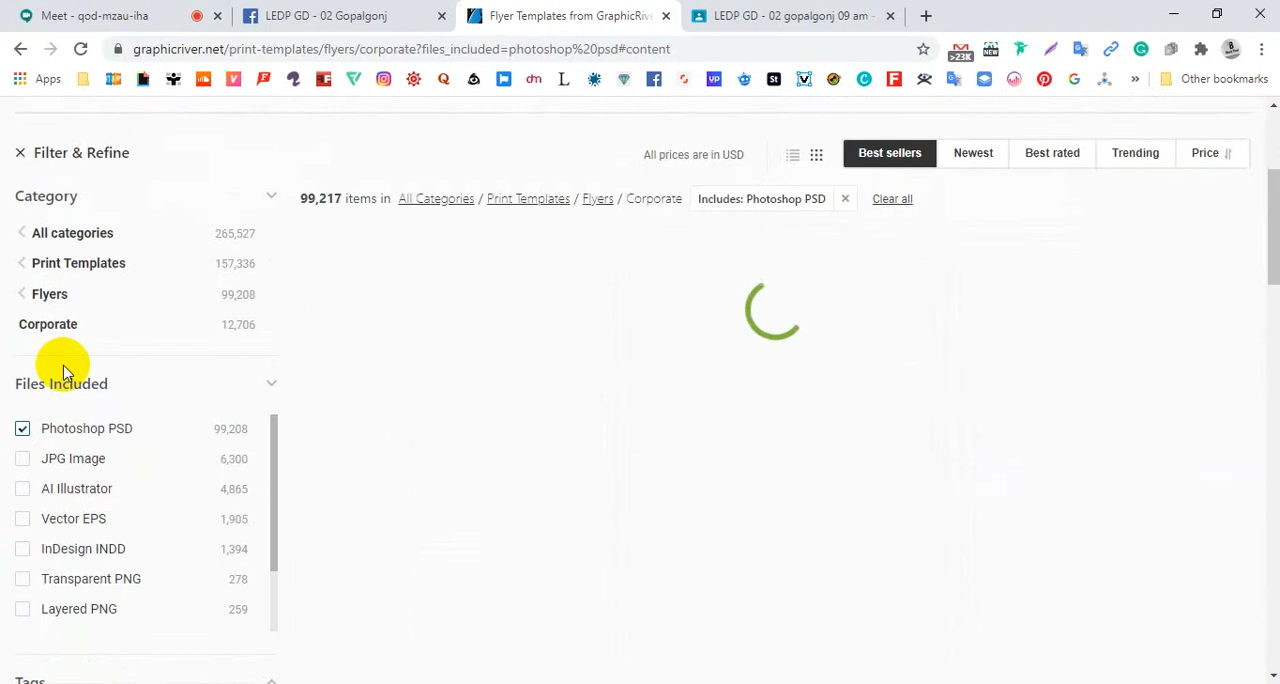 Meet - qod-mzau-iha
LEDP GD - 02 Gopalgonj
Flyer Templates from GraphicRive
LEDP GD - 02 gopalgonj 09 am -
graphicriver.net/print-templates/flyers/corporate?files_included=photoshop%20psd#content
>23K
NEW
Apps
Other bookmarks
Filter & Refine
All prices are in USD
Best sellers
Newest
Best rated
Trending
Price
Category
99,217 items in All Categories / Print Templates / Flyers / Corporate
Includes: Photoshop PSD
Clear all
All categories 265,527
Print Templates 157,336
Flyers 99,208
Corporate 12,706
Files Included
Photoshop PSD 99,208
JPG Image 6,300
AI Illustrator 4,865
Vector EPS 1,905
InDesign INDD 1,394
Transparent PNG 278
Layered PNG 259
Tags